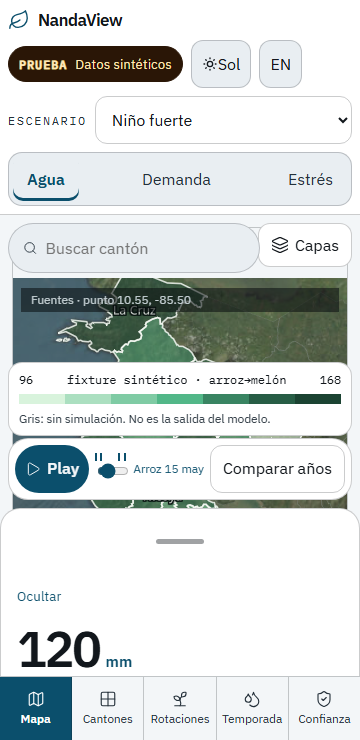 NandaView
PRUEBA Datos sintéticos
Sol
EN
ESCENARIO
Niño fuerte
Agua
Demanda
Estrés
Buscar cantón
Capas
Fuentes · punto 10.55, -85.50
La Cruz
96 fixture sintético · arroz→melón 168
Gris: sin simulación. No es la salida del modelo.
Play
Arroz 15 may
Comparar años
Ocultar
120 mm
Mapa
Cantones
Rotaciones
Temporada
Confianza